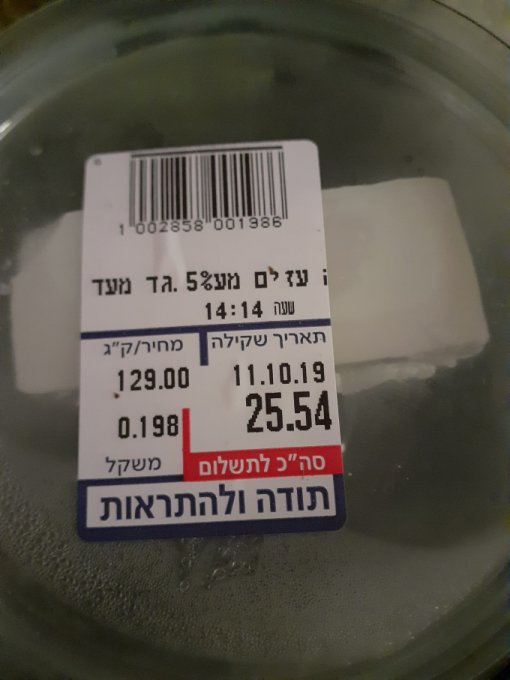 1 002858 001986
עזים מע5% גד. מעד
שעה 14:14
תאריך שקילה מחיר/ק״ג
11.10.19 129.00
25.54 0.198
סה״כ לתשלום משקל
תודה ולהתראות